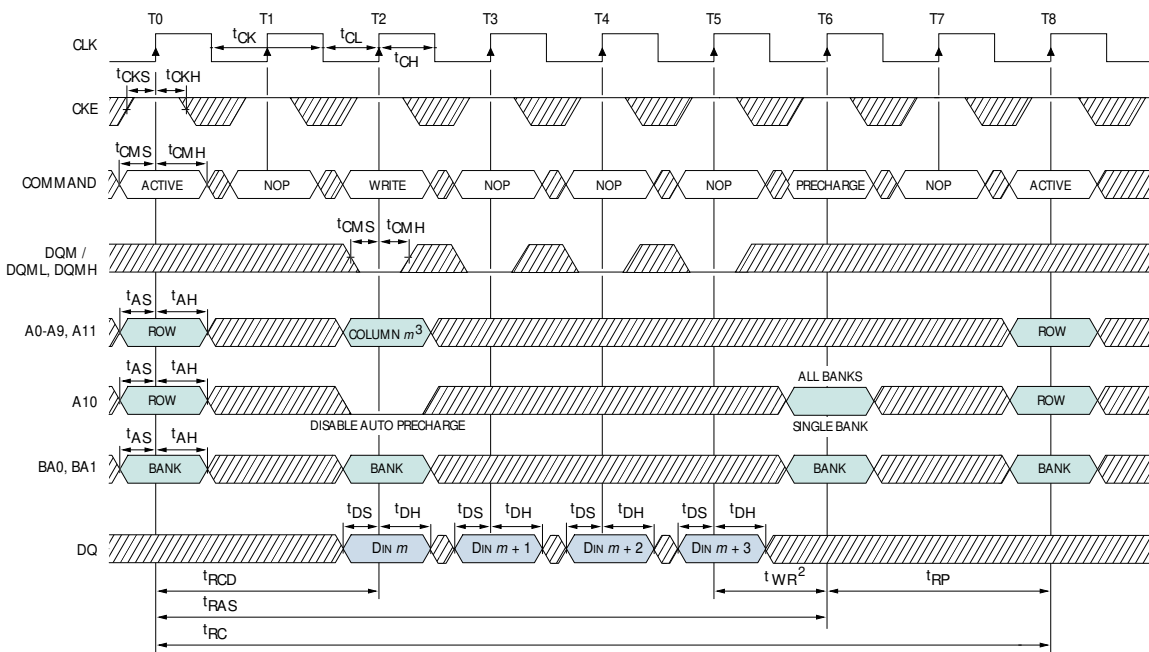 T0 T1 T2 T3 T4 T5 T6 T7 T8
tCK tCL
CLK
tCH
tCKS tCKH
CKE
tCMS tCMH
COMMAND ACTIVE NOP WRITE NOP NOP NOP PRECHARGE NOP ACTIVE
tCMS tCMH
DQM /
DQML, DQMH
tAS tAH
A0-A9, A11 ROW COLUMN m3 ROW
tAS tAH ALL BANKS
A10 ROW ROW
DISABLE AUTO PRECHARGE SINGLE BANK
tAS tAH
BA0, BA1 BANK BANK BANK BANK
tDS tDH tDS tDH tDS tDH tDS tDH
DQ DIN m DIN m + 1 DIN m + 2 DIN m + 3
tRCD tWR2 tRP
tRAS
tRC